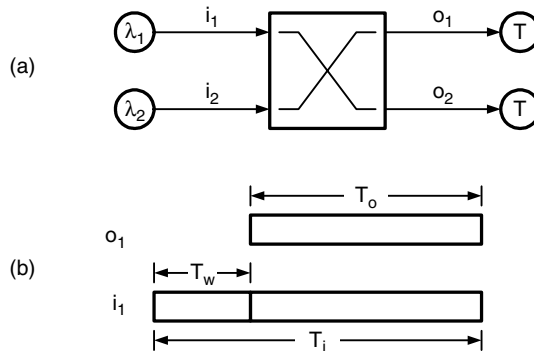 λ1 i1 o1 T
(a)
λ2 i2 o2 T
To
o1
(b)
Tw
i1
Ti